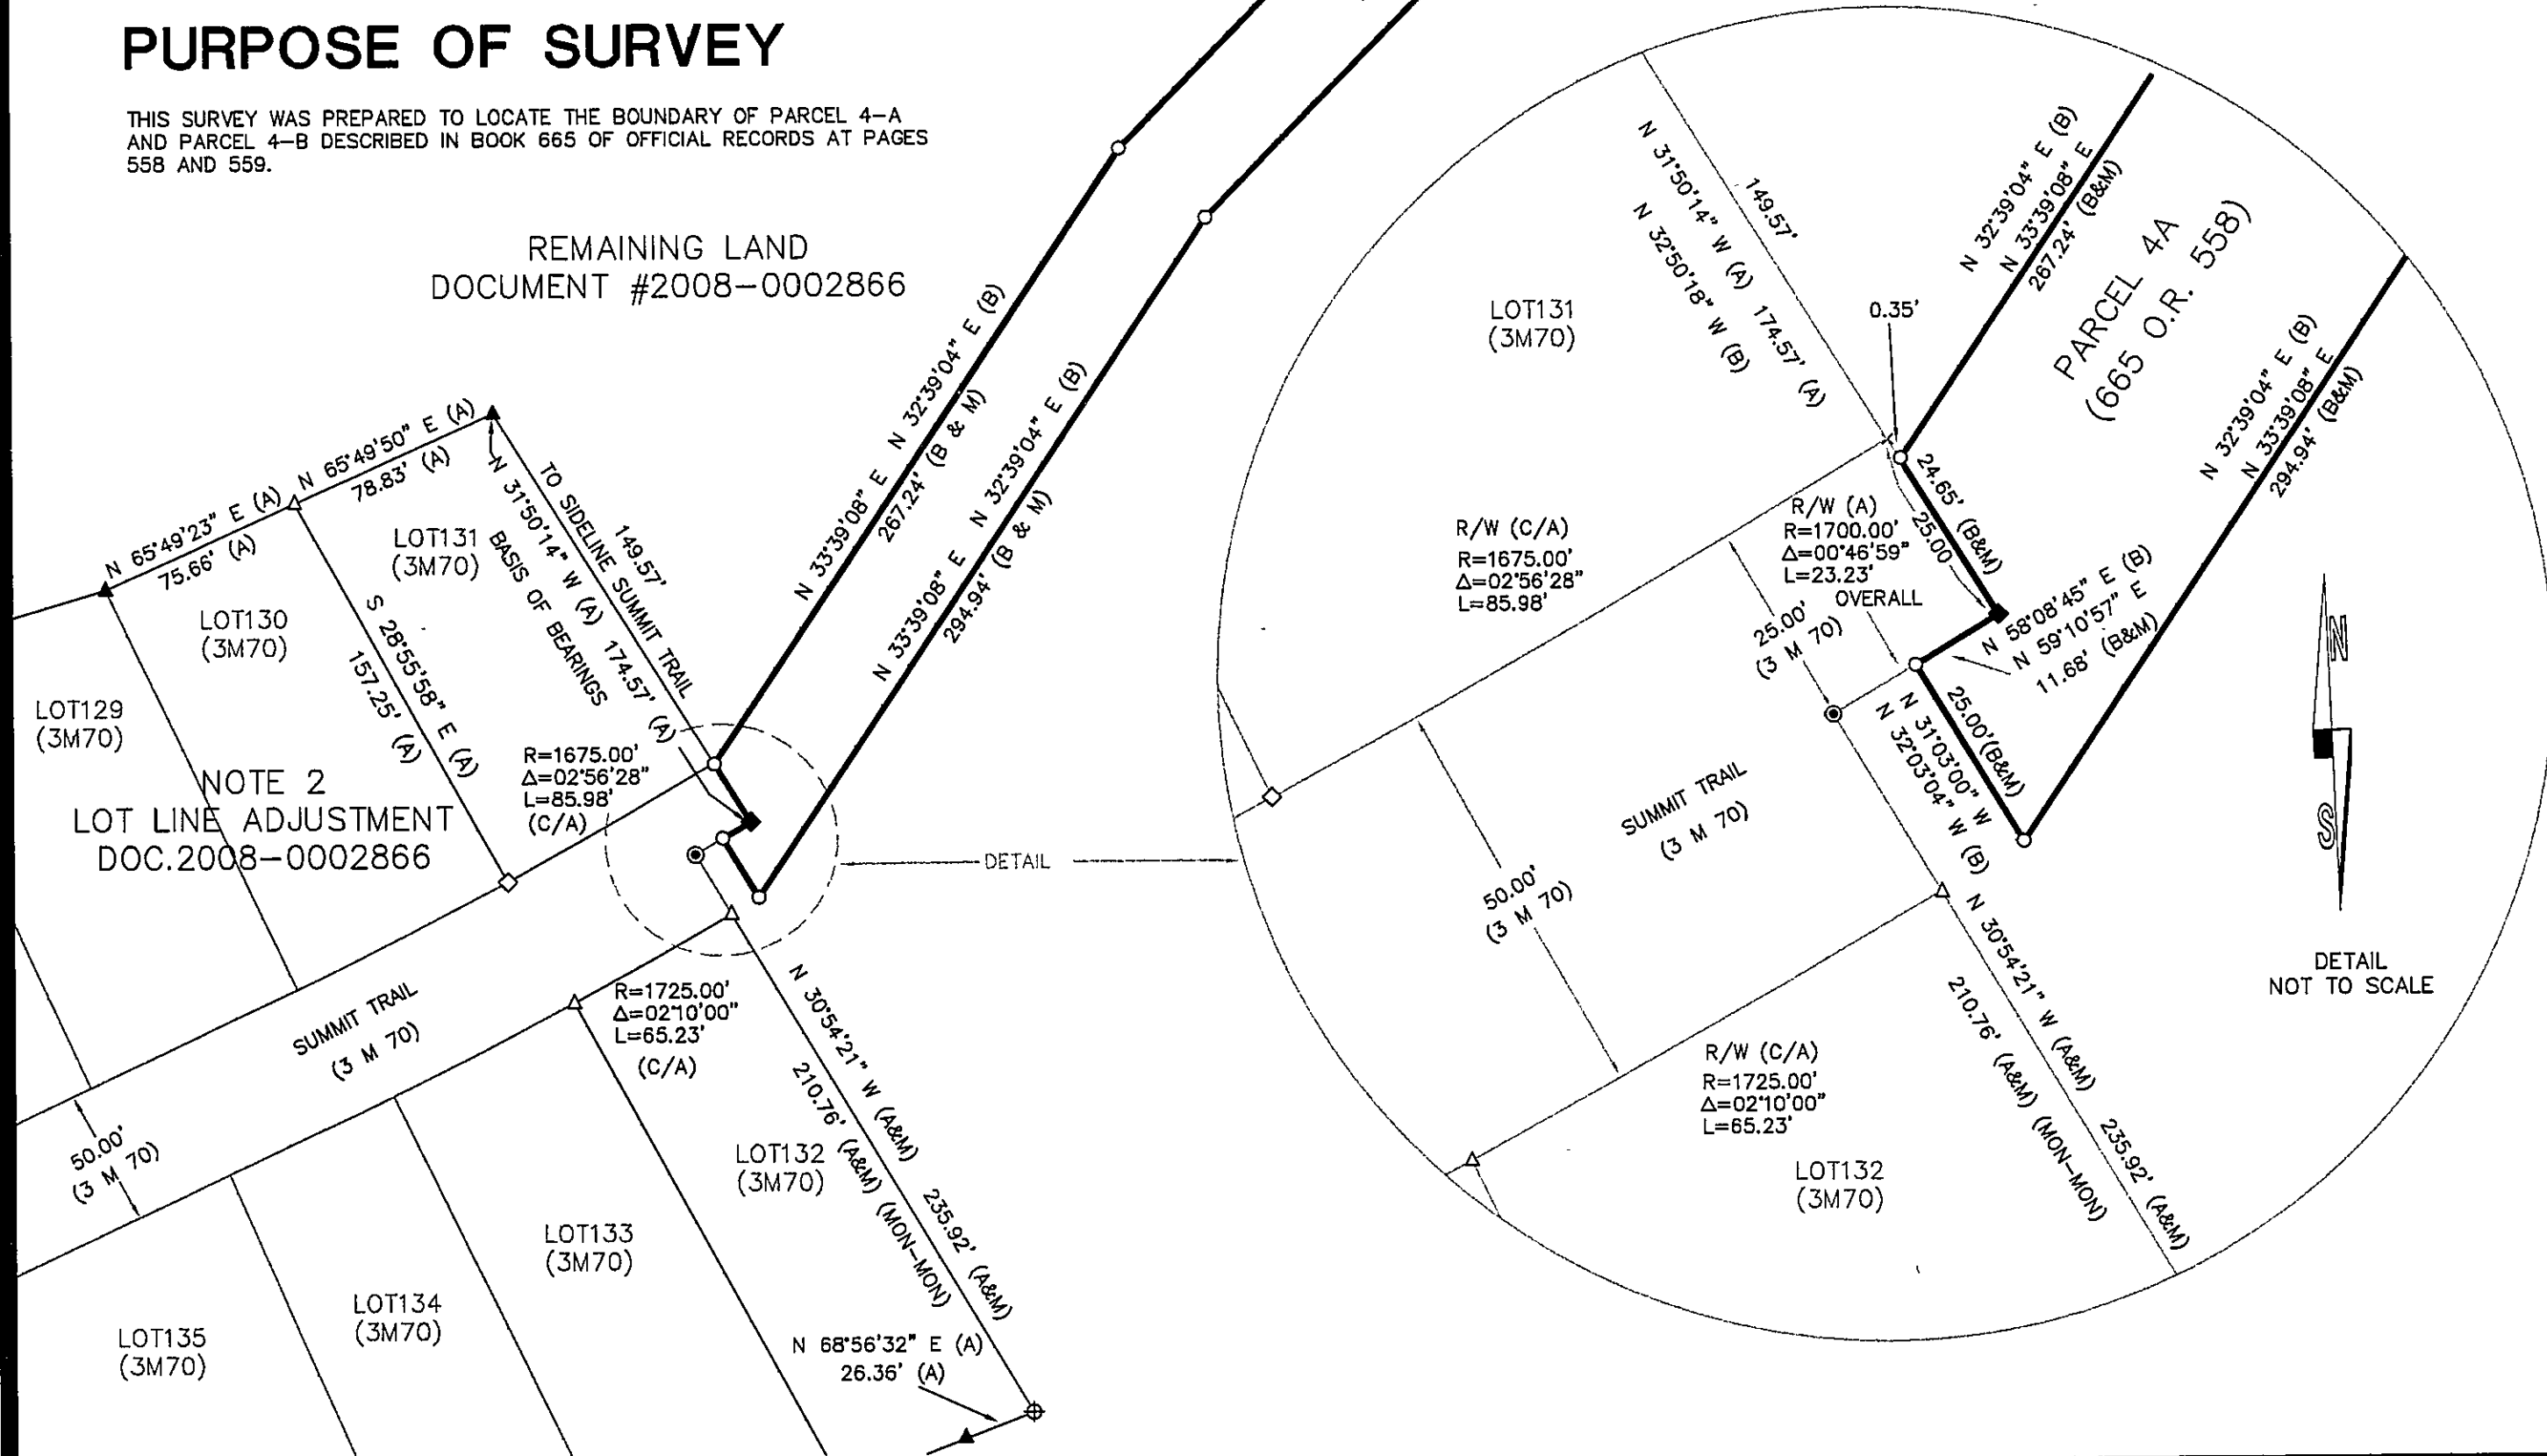 PURPOSE OF SURVEY
THIS SURVEY WAS PREPARED TO LOCATE THE BOUNDARY OF PARCEL 4-A
AND PARCEL 4-B DESCRIBED IN BOOK 665 OF OFFICIAL RECORDS AT PAGES
558 AND 559.
REMAINING LAND
DOCUMENT #2008-0002866
N 65°49'23" E (A)
75.66' (A)
N 65°49'50" E (A)
78.83' (A)
LOT129
(3M70)
LOT130
(3M70)
LOT131
(3M70)
S 28°55'58" E (A)
157.25' (A)
TO SIDELINE SUMMIT TRAIL
149.57'
N 31°50'14" W (A) 174.57' (A)
BASIS OF BEARINGS
N 33°39'08" E N 32°39'04" E (B)
267.24' (B & M)
N 33°39'08" E N 32°39'04" E (B)
294.94' (B & M)
NOTE 2
LOT LINE ADJUSTMENT
DOC.2008-0002866
R=1675.00'
Δ=02°56'28"
L=85.98'
(C/A)
DETAIL
SUMMIT TRAIL
(3 M 70)
50.00'
(3 M 70)
R=1725.00'
Δ=02°10'00"
L=65.23'
(C/A)
N 30°54'21" W (A&M) 235.92' (A&M)
210.76' (A&M) (MON-MON)
LOT132
(3M70)
LOT133
(3M70)
LOT134
(3M70)
LOT135
(3M70)
N 68°56'32" E (A)
26.36' (A)
LOT131
(3M70)
149.57'
N 31°50'14" W (A) 174.57' (A)
N 32°50'18" W (B)
0.35'
N 32°39'04" E (B)
N 33°39'08" E
267.24' (B&M)
PARCEL 4A
(665 O.R. 558)
N 32°39'04" E (B)
N 33°39'08" E
294.94' (B&M)
R/W (C/A)
R=1675.00'
Δ=02°56'28"
L=85.98'
R/W (A)
R=1700.00'
Δ=00°46'59"
L=23.23'
OVERALL
24.65' (B&M)
25.00
25.00'
(3 M 70)
N 58°08'45" E (B)
N 59°10'57" E
11.68' (B&M)
25.00'(B&M)
N 31°03'00" W
N 32°03'04" W (B)
SUMMIT TRAIL
(3 M 70)
50.00'
(3 M 70)
N 30°54'21" W (A&M) 235.92' (A&M)
210.76' (A&M) (MON-MON)
R/W (C/A)
R=1725.00'
Δ=02°10'00"
L=65.23'
LOT132
(3M70)
N
S
DETAIL
NOT TO SCALE